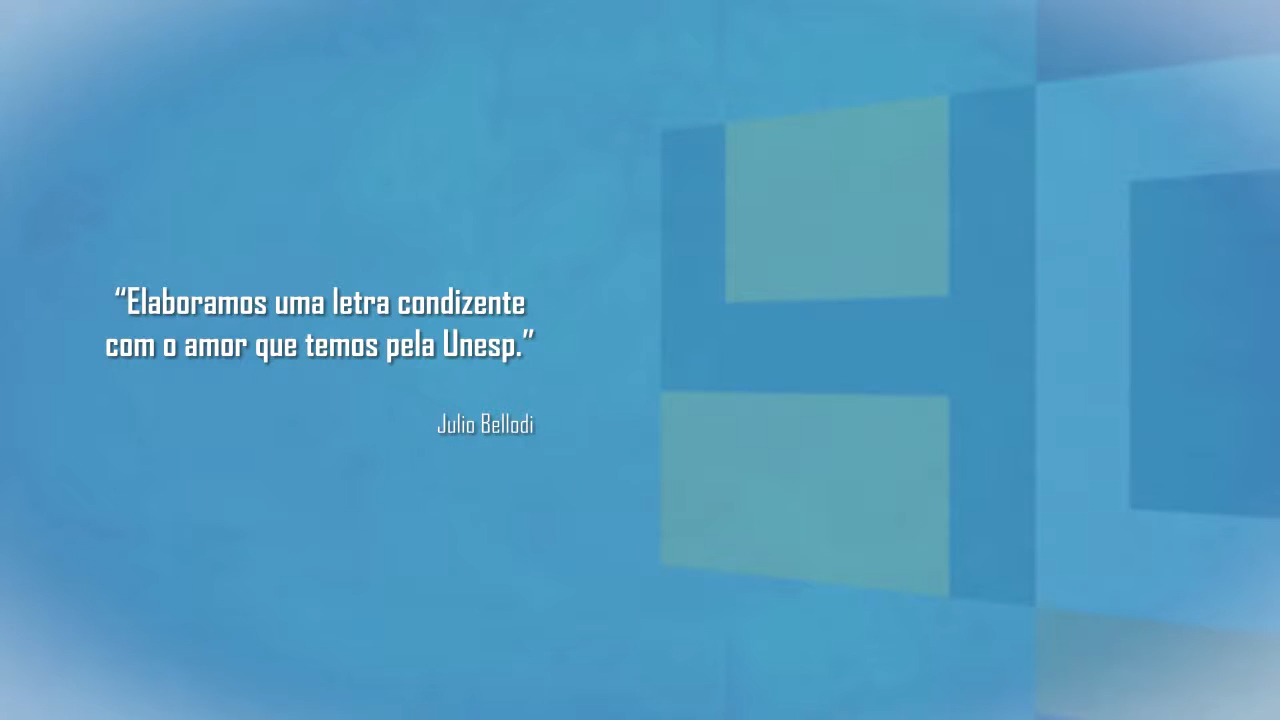 “Elaboramos uma letra condizente
com o amor que temos pela Unesp.”
Julio Bellodi